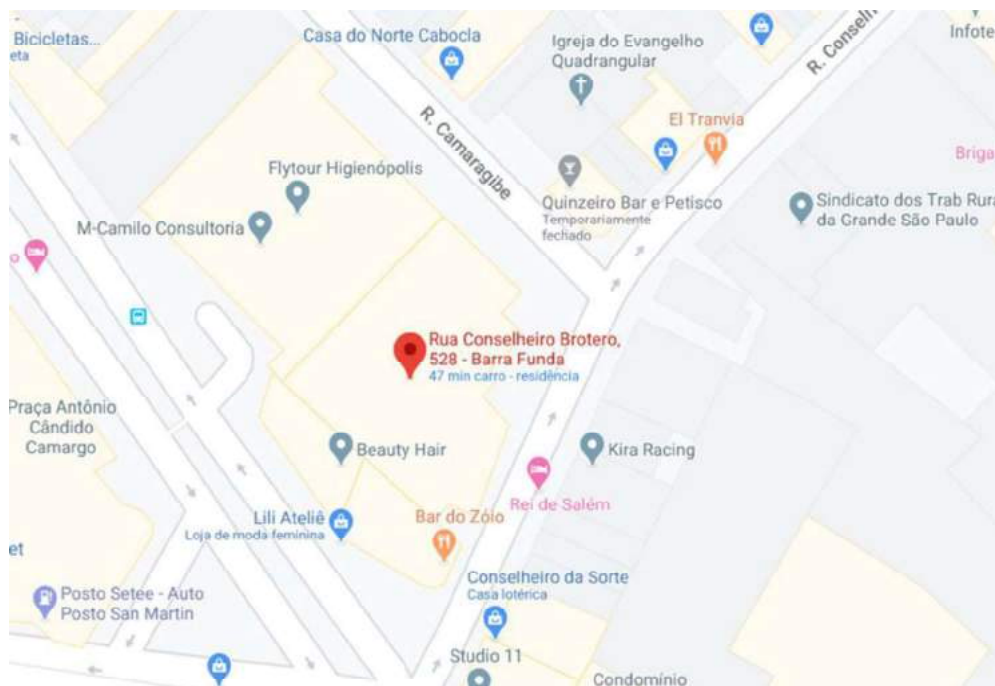 Bicicletas...
eta
Casa do Norte Cabocla
Igreja do Evangelho
Quadrangular
R. Conselh
Infote
El Tranvia
R. Camaragibe
Briga
Flytour Higienópolis
M-Camilo Consultoria
Quinzeiro Bar e Petisco
Temporariamente
fechado
Sindicato dos Trab Rura
da Grande São Paulo
o
Rua Conselheiro Brotero,
528 - Barra Funda
47 min carro - residência
Praça Antônio
Cândido
Camargo
Beauty Hair
Kira Racing
Rei de Salém
Lili Ateliê
Loja de moda feminina
Bar do Zóio
et
Posto Setee - Auto
Posto San Martin
Conselheiro da Sorte
Casa lotérica
Studio 11
Condomínio